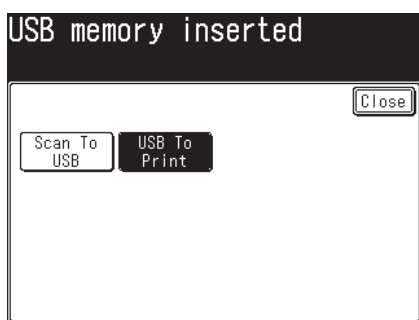 USB memory inserted
Close
Scan To
USB
USB To
Print